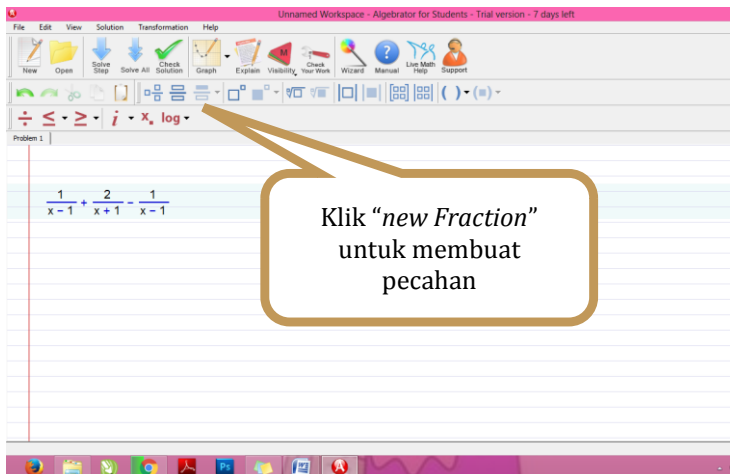 Unnamed Workspace - Algebrator for Students - Trial version - 7 days left
File Edit View Solution Transformation Help
New Open Solve Step Solve All Check Solution Graph Explain Visibility Check Your Work Wizard Manual Live Math Help Support
÷ ≤ ≥ i x. log
Problem 1
1/(x − 1) + 2/(x + 1) − 1/(x − 1)
Klik “new Fraction”
untuk membuat
pecahan